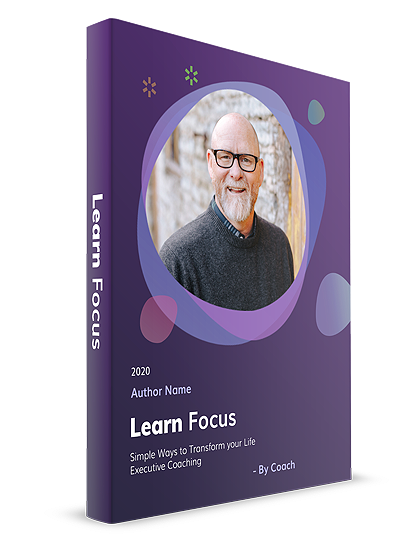 Learn Focus
2020
Author Name
Learn Focus
Simple Ways to Transform your Life
Executive Coaching
- By Coach